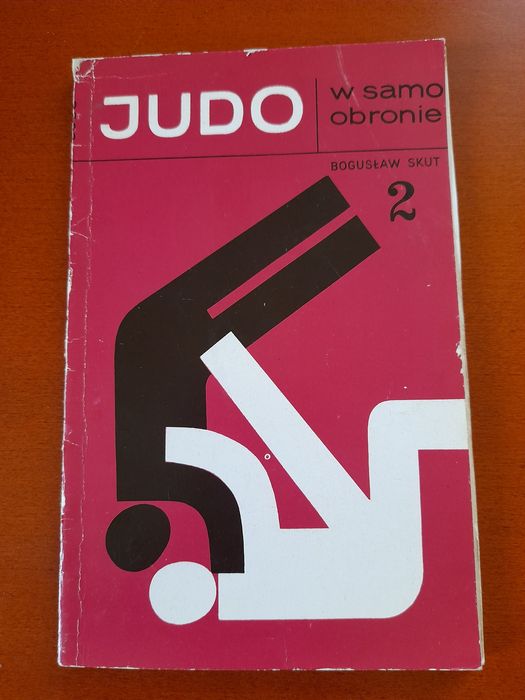 JUDO
w samo
obronie
BOGUSŁAW SKUT
2